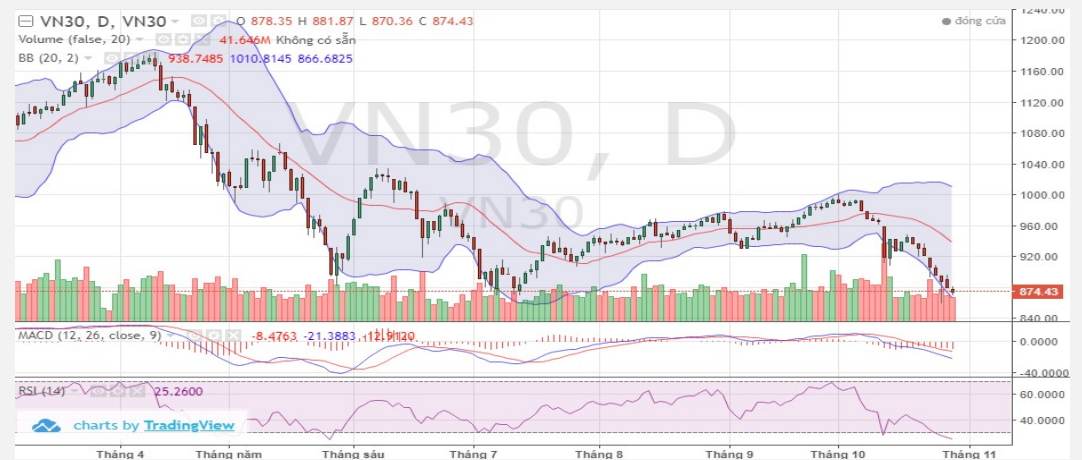 VN30, D, VN30 O 878.35 H 881.87 L 870.36 C 874.43
đóng cửa
Volume (false, 20) 41.646M Không có sẵn
BB (20, 2) 938.7485 1010.8145 866.6825
VN30, D
VN30
1240.00
1200.00
1160.00
1120.00
1080.00
1040.00
1000.00
960.00
920.00
874.43
840.00
MACD (12, 26, close, 9) -8.4763 -21.3883 -12.9120
0.0000
-40.0000
RSI (14) 25.2600
60.0000
40.0000
charts by TradingView
Tháng 4 Tháng năm Tháng sáu Tháng 7 Tháng 8 Tháng 9 Tháng 10 Tháng 11